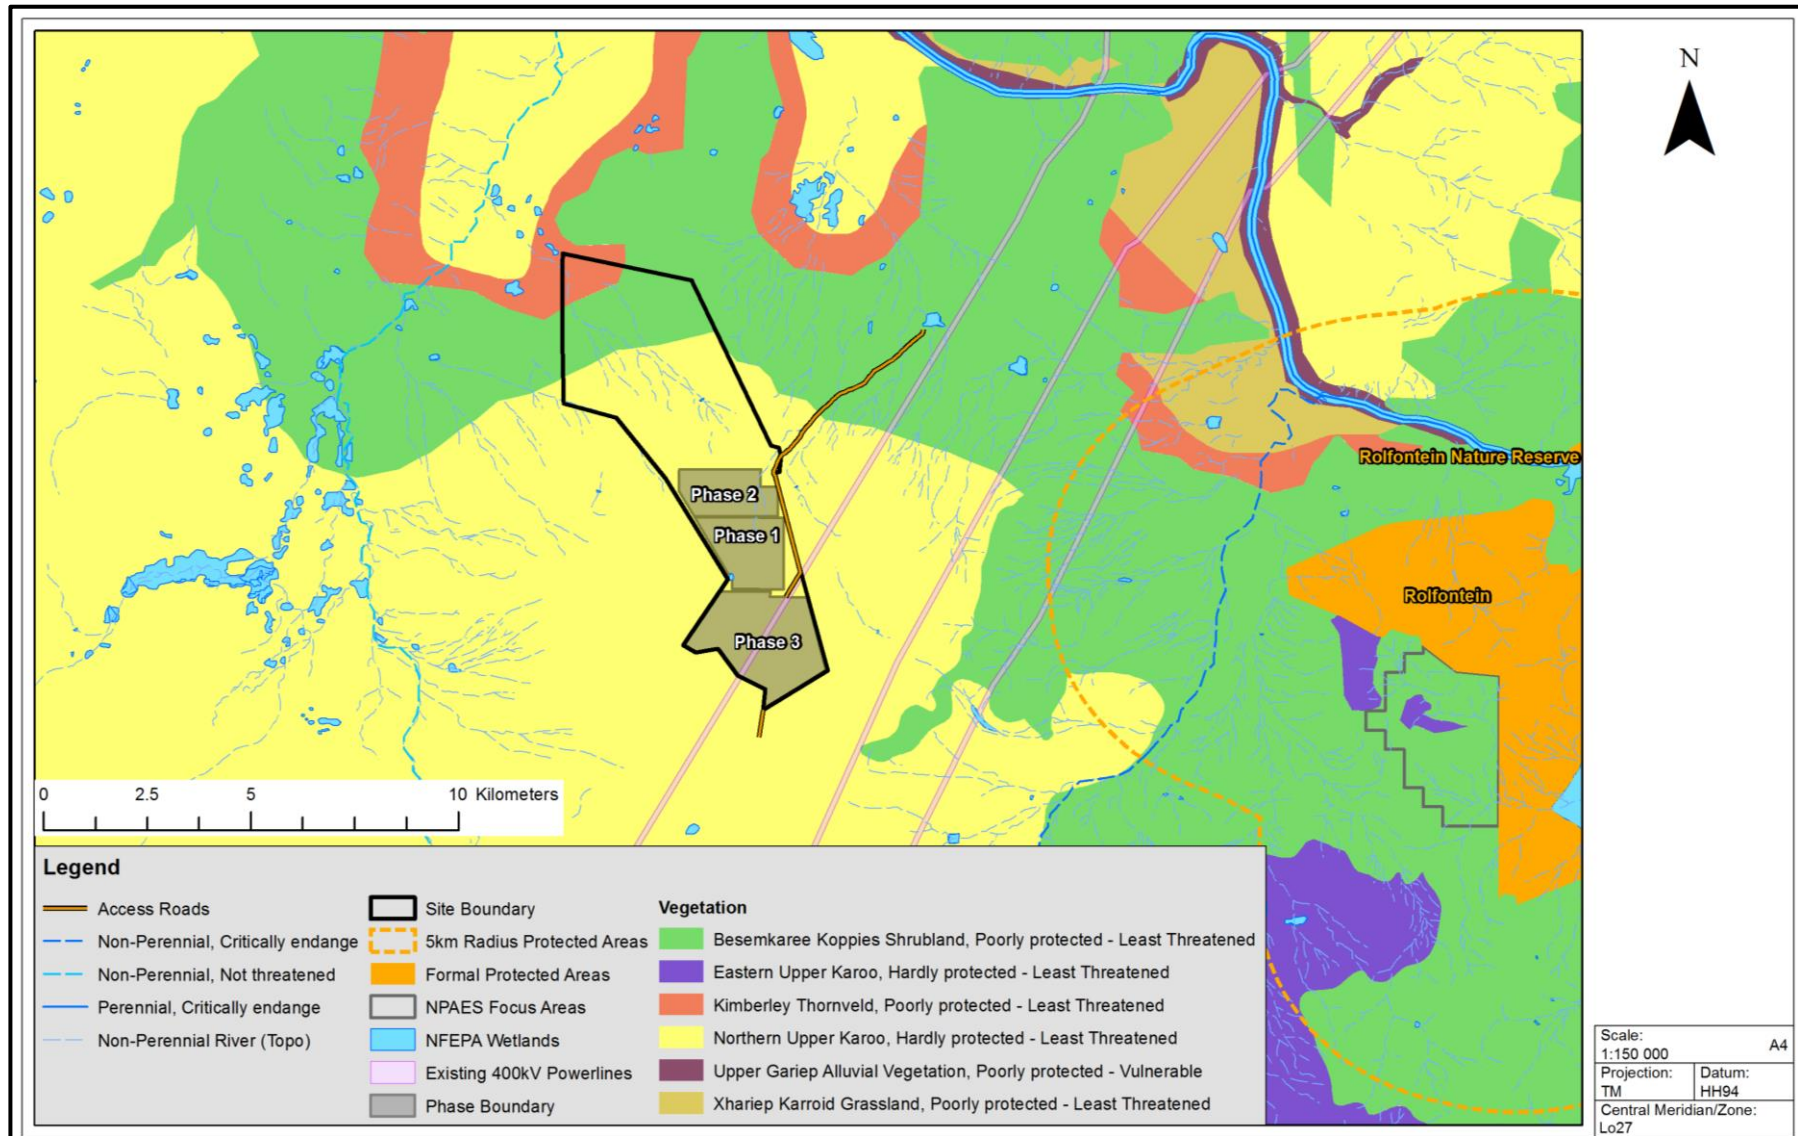 N
Rolfontein Nature Reserve
Phase 2
Phase 1
Rolfontein
Phase 3
0 2.5 5 10 Kilometers
Legend
Access Roads
Non-Perennial, Critically endange
Non-Perennial, Not threatened
Perennial, Critically endange
Non-Perennial River (Topo)
Site Boundary
5km Radius Protected Areas
Formal Protected Areas
NPAES Focus Areas
NFEPA Wetlands
Existing 400kV Powerlines
Phase Boundary
Vegetation
Besemkaree Koppies Shrubland, Poorly protected - Least Threatened
Eastern Upper Karoo, Hardly protected - Least Threatened
Kimberley Thornveld, Poorly protected - Least Threatened
Northern Upper Karoo, Hardly protected - Least Threatened
Upper Gariep Alluvial Vegetation, Poorly protected - Vulnerable
Xhariep Karroid Grassland, Poorly protected - Least Threatened
Scale:
1:150 000 A4
Projection:
TM
Datum:
HH94
Central Meridian/Zone:
Lo27